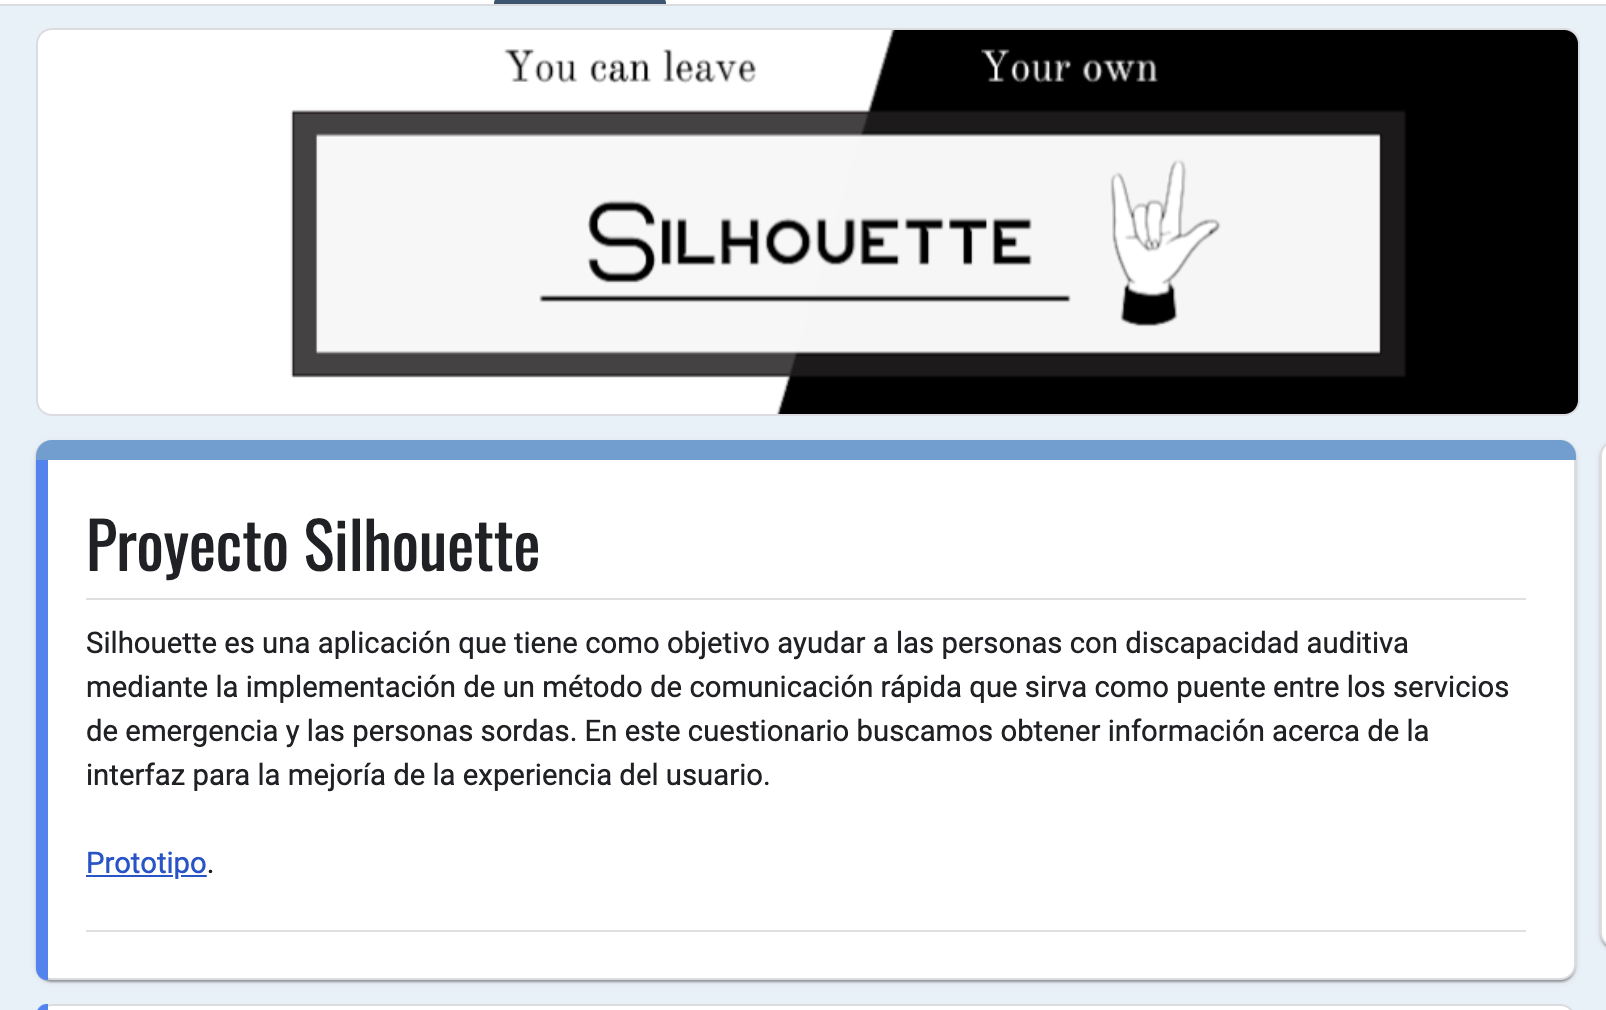 You can leave Your own
SILHOUETTE
Proyecto Silhouette
Silhouette es una aplicación que tiene como objetivo ayudar a las personas con discapacidad auditiva
mediante la implementación de un método de comunicación rápida que sirva como puente entre los servicios
de emergencia y las personas sordas. En este cuestionario buscamos obtener información acerca de la
interfaz para la mejoría de la experiencia del usuario.
Prototipo.